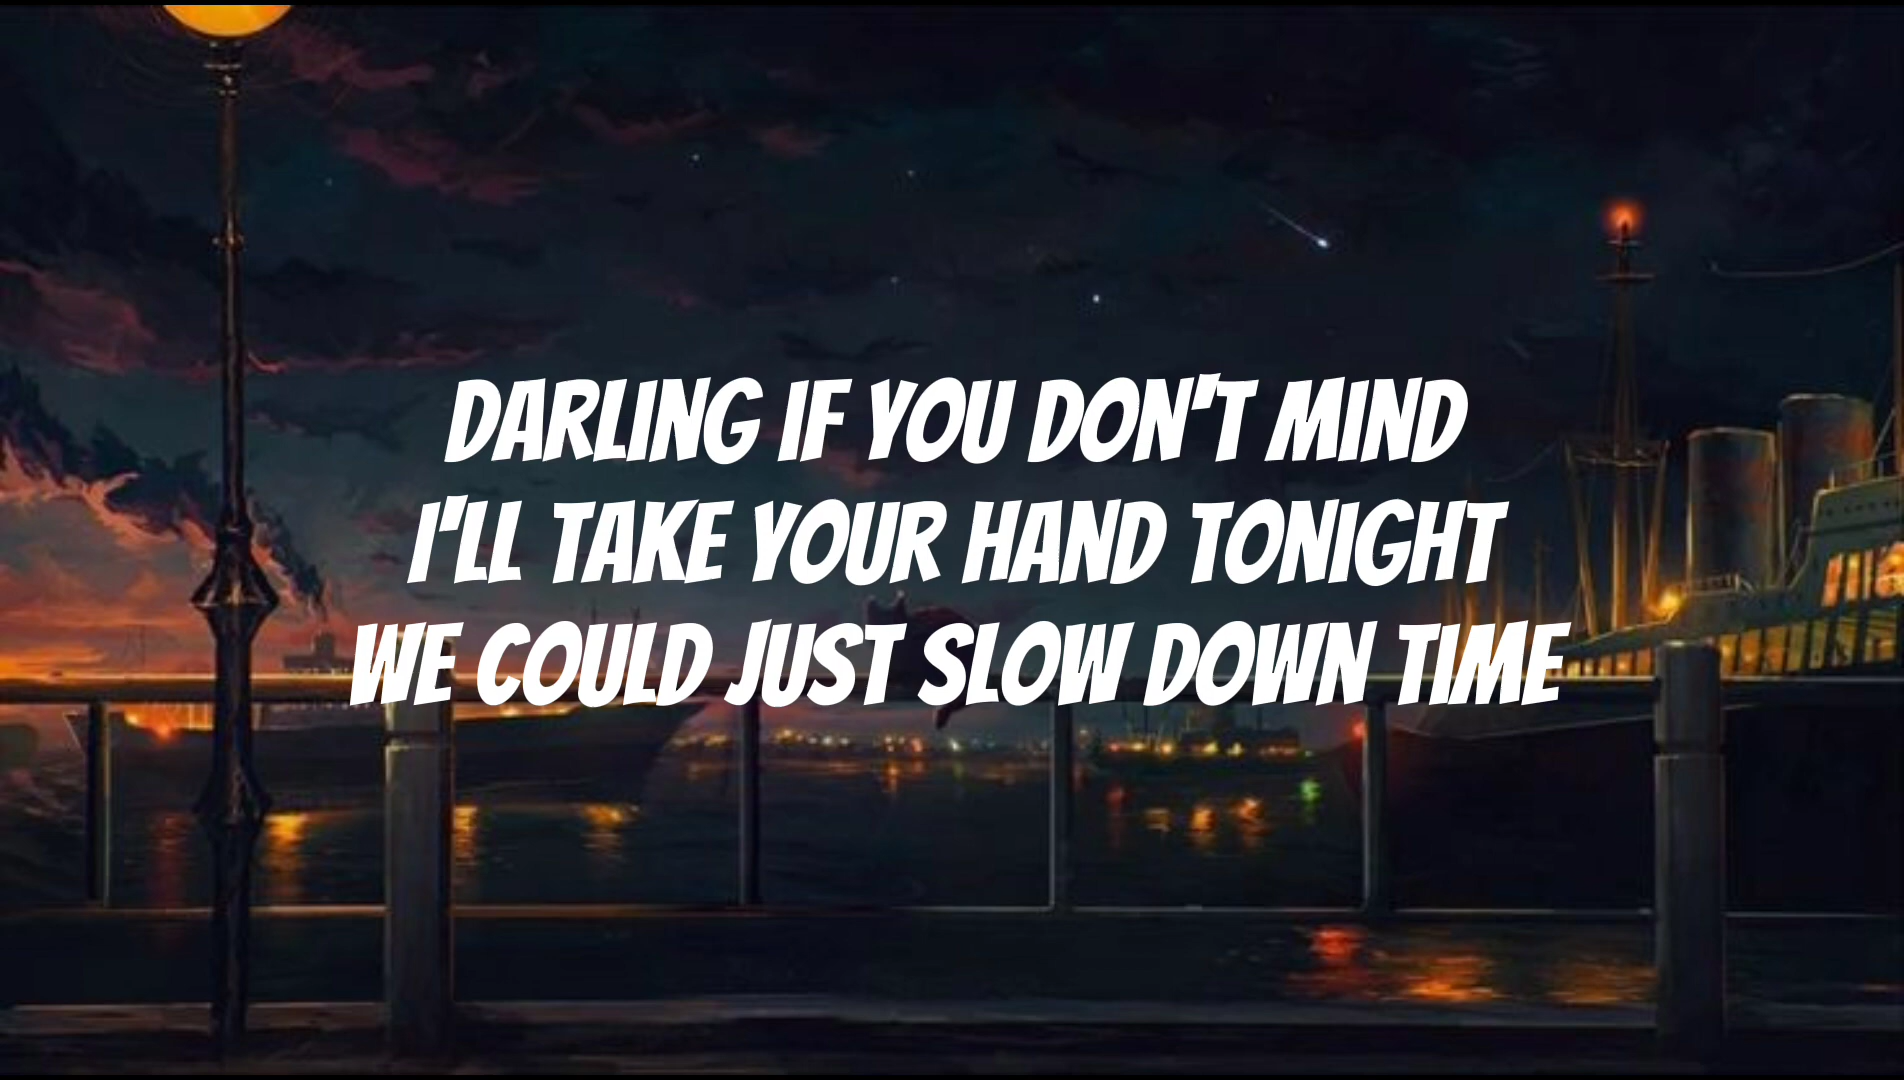 DARLING IF YOU DON'T MIND
I'LL TAKE YOUR HAND TONIGHT
WE COULD JUST SLOW DOWN TIME